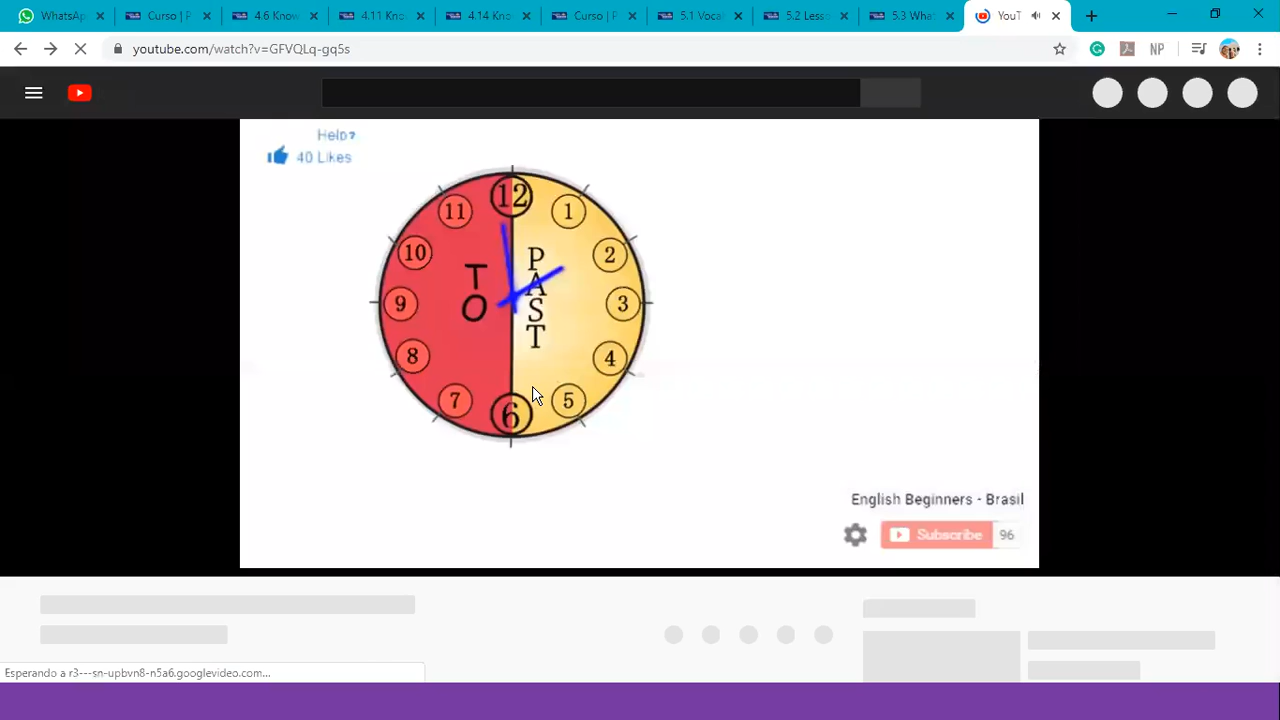 WhatsAp
Curso | P
4.6 Know
4.11 Kno
4.14 Kno
Curso | P
5.1 Vocal
5.2 Lesso
5.3 What
YouT
youtube.com/watch?v=GFVQLq-gq5s
NP
Help?
40 Likes
12
11
1
10
2
TO
PAST
9
3
8
4
7
5
6
English Beginners - Brasil
Subscribe
96
Esperando a r3---sn-upbvn8-n5a6.googlevideo.com...